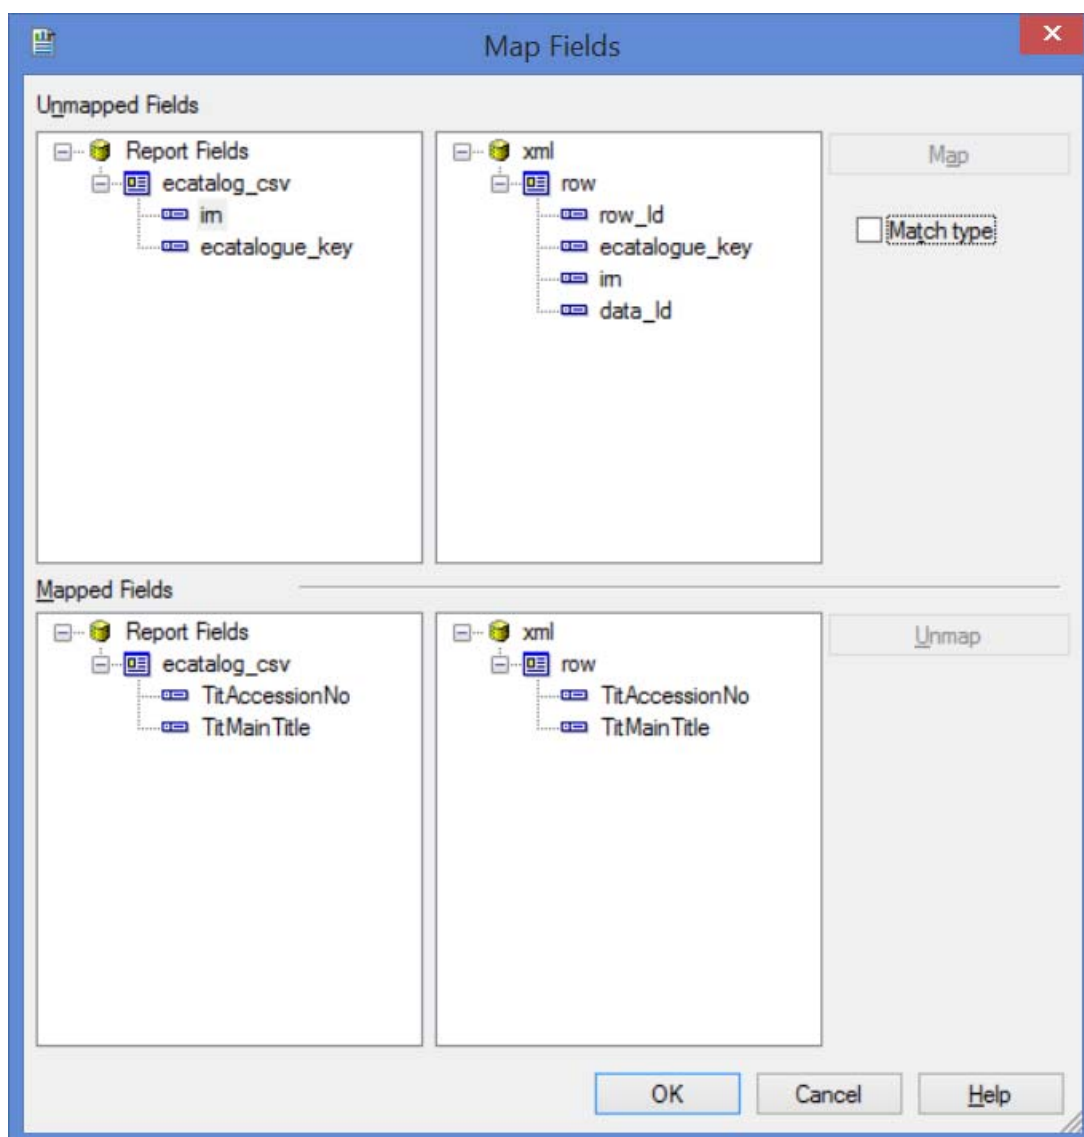 Map Fields
Unmapped Fields
Report Fields
ecatalog_csv
irn
ecatalogue_key
xml
row
row_Id
ecatalogue_key
irn
data_Id
Map
Match type
Mapped Fields
Report Fields
ecatalog_csv
TitAccessionNo
TitMainTitle
xml
row
TitAccessionNo
TitMainTitle
Unmap
OK
Cancel
Help